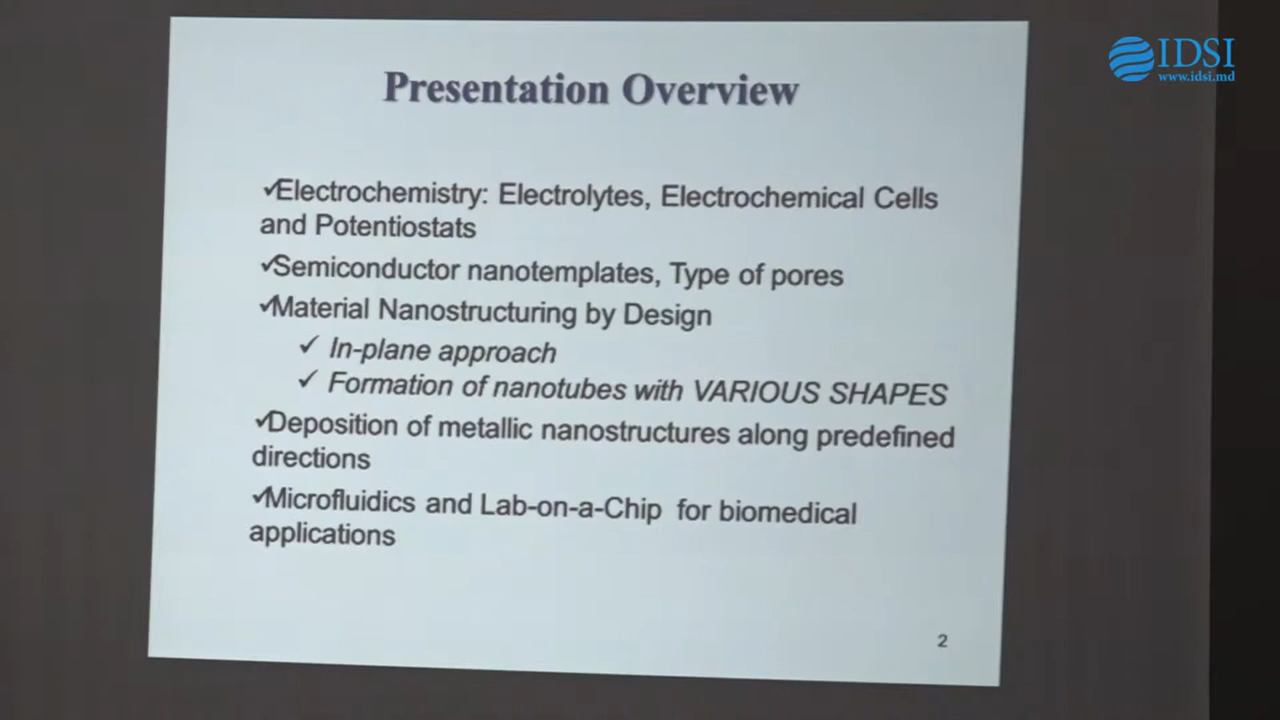 IDSI
www.idsi.md
Presentation Overview
✓Electrochemistry: Electrolytes, Electrochemical Cells
and Potentiostats
✓Semiconductor nanotemplates, Type of pores
✓Material Nanostructuring by Design
✓ In-plane approach
✓ Formation of nanotubes with VARIOUS SHAPES
✓Deposition of metallic nanostructures along predefined
directions
✓Microfluidics and Lab-on-a-Chip for biomedical
applications
2